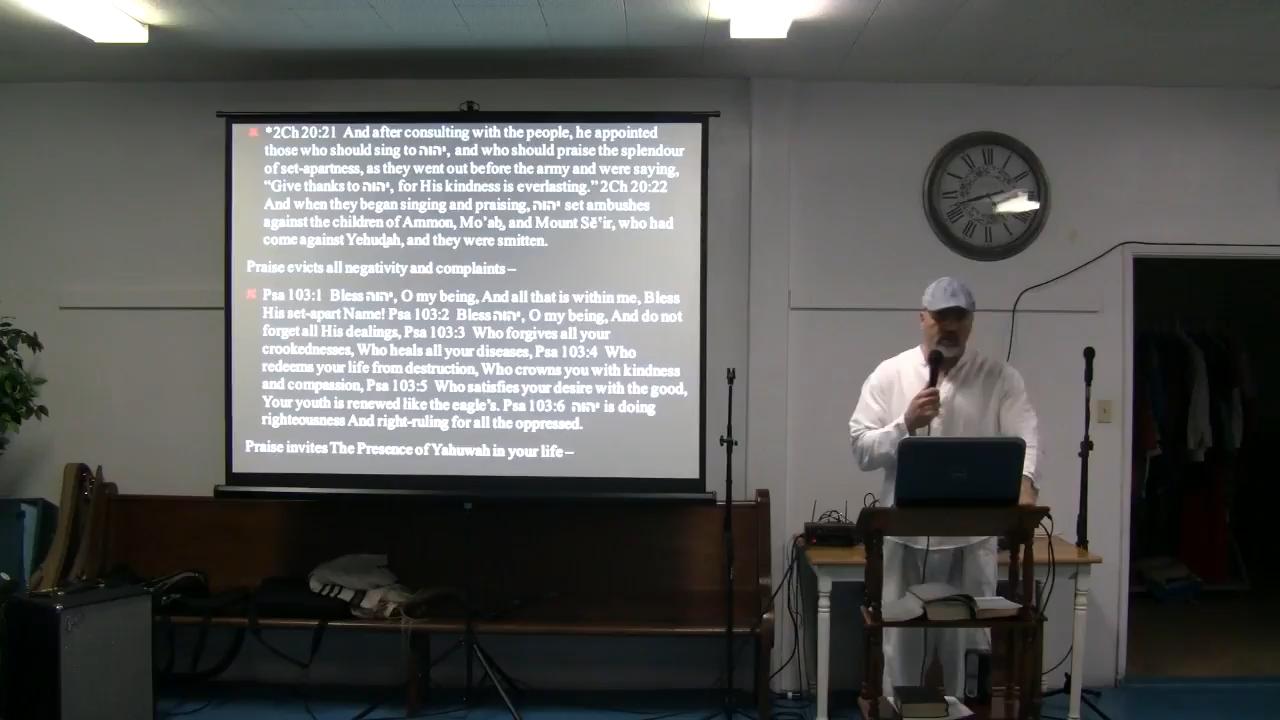 *2Ch 20:21 And after consulting with the people, he appointed
those who should sing to יהוה, and who should praise the splendour
of set-apartness, as they went out before the army and were saying,
“Give thanks to יהוה, for His kindness is everlasting.” 2Ch 20:22
And when they began singing and praising, יהוה set ambushes
against the children of Ammon, Mo’aḇ, and Mount Sĕ‛ir, who had
come against Yehuḏah, and they were smitten.
Praise evicts all negativity and complaints –
Psa 103:1 Bless יהוה, O my being, And all that is within me, Bless
His set-apart Name! Psa 103:2 Bless יהוה, O my being, And do not
forget all His dealings, Psa 103:3 Who forgives all your
crookednesses, Who heals all your diseases, Psa 103:4 Who
redeems your life from destruction, Who crowns you with kindness
and compassion, Psa 103:5 Who satisfies your desire with the good,
Your youth is renewed like the eagle’s. Psa 103:6 יהוה is doing
righteousness And right-ruling for all the oppressed.
Praise invites The Presence of Yahuwah in your life –